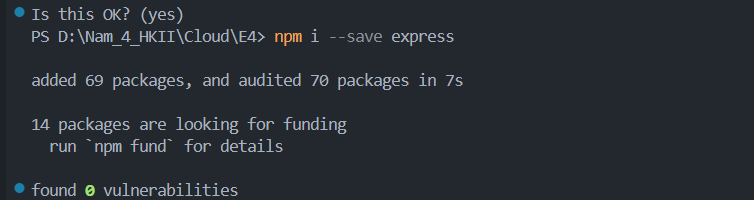 Is this OK? (yes)
PS D:\Nam_4_HKII\Cloud\E4> npm i --save express
added 69 packages, and audited 70 packages in 7s
14 packages are looking for funding
run `npm fund` for details
found 0 vulnerabilities